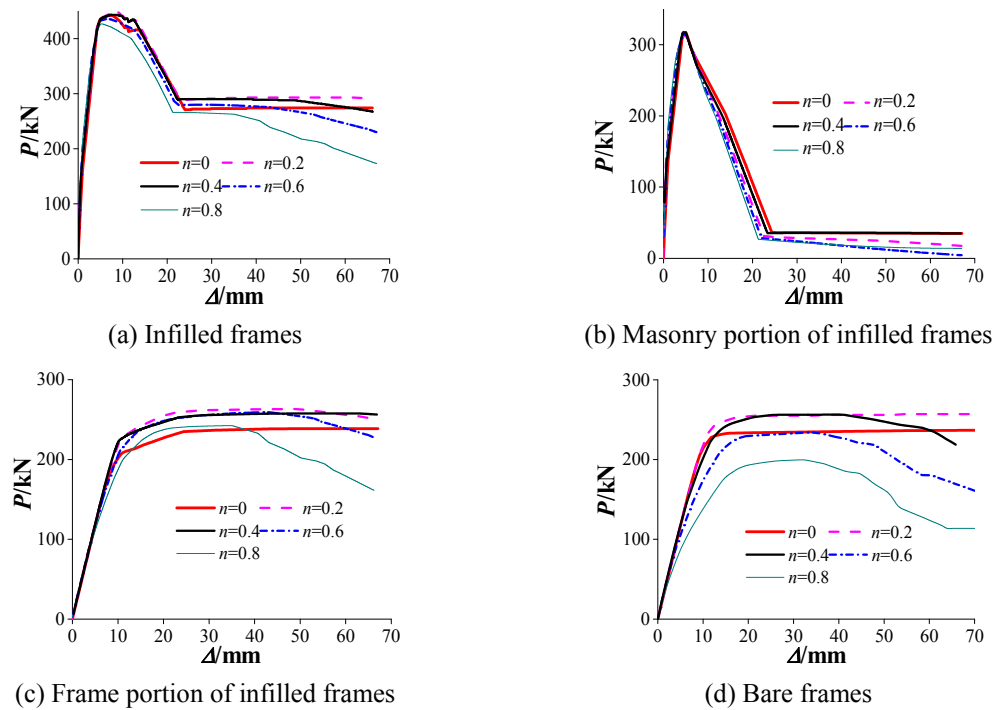 400
300
200
100
0
P/kN
n=0 n=0.2
n=0.4 n=0.6
n=0.8
0 10 20 30 40 50 60 70
Δ/mm
(a) Infilled frames
300
200
100
0
P/kN
n=0 n=0.2
n=0.4 n=0.6
n=0.8
0 10 20 30 40 50 60 70
Δ/mm
(b) Masonry portion of infilled frames
300
200
100
0
P/kN
n=0 n=0.2
n=0.4 n=0.6
n=0.8
0 10 20 30 40 50 60 70
Δ/mm
(c) Frame portion of infilled frames
300
200
100
0
P/kN
n=0 n=0.2
n=0.4 n=0.6
n=0.8
0 10 20 30 40 50 60 70
Δ/mm
(d) Bare frames